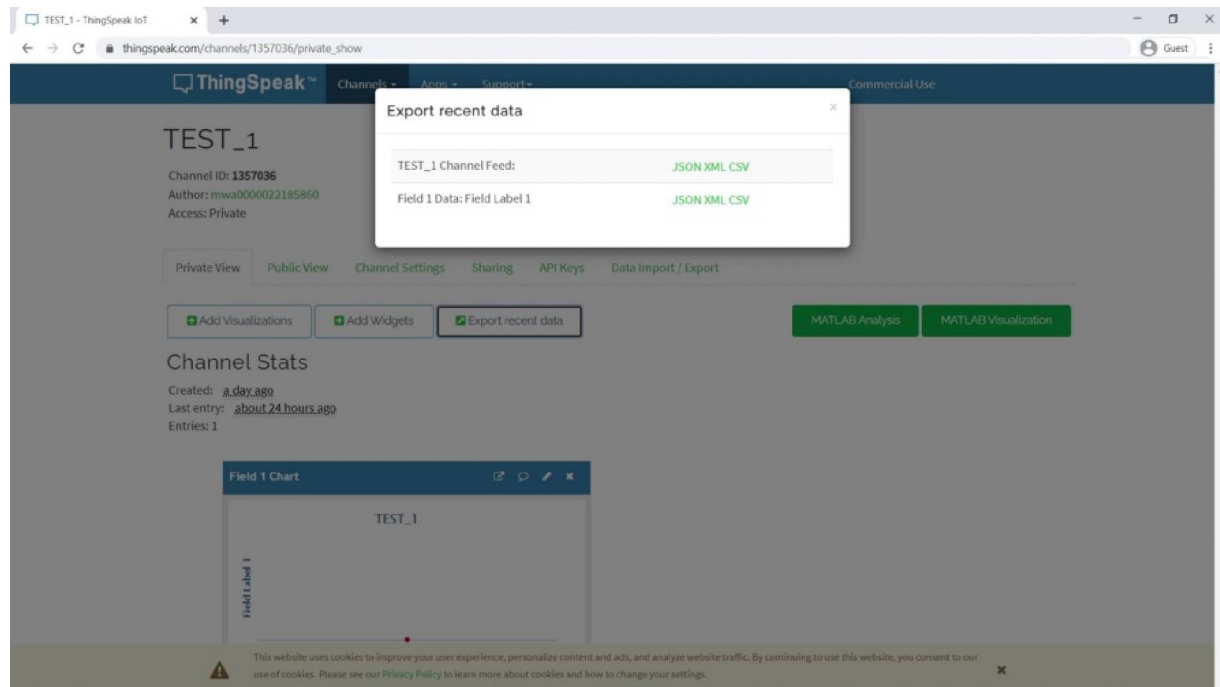 TEST_1 - ThingSpeak IoT
thingspeak.com/channels/1357036/private_show
Guest
ThingSpeak™
Channels
Apps
Support
Commercial Use
Export recent data
TEST_1 Channel Feed:
JSON XML CSV
Field 1 Data: Field Label 1
JSON XML CSV
TEST_1
Channel ID: 1357036
Author: mwa0000022185860
Access: Private
Private View
Public View
Channel Settings
Sharing
API Keys
Data Import / Export
Add Visualizations
Add Widgets
Export recent data
MATLAB Analysis
MATLAB Visualization
Channel Stats
Created: a day ago
Last entry: about 24 hours ago
Entries: 1
Field 1 Chart
TEST_1
Field Label 1
This website uses cookies to improve your user experience, personalize content and ads, and analyze website traffic. By continuing to use this website, you consent to our
use of cookies. Please see our Privacy Policy to learn more about cookies and how to change your settings.